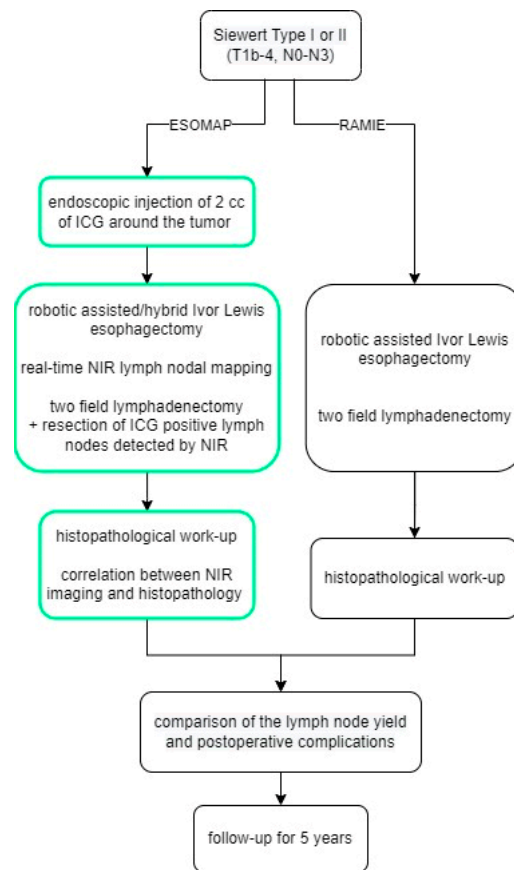 Siewert Type I or II
(T1b-4, N0-N3)
ESOMAP
RAMIE
endoscopic injection of 2 cc
of ICG around the tumor
robotic assisted/hybrid Ivor Lewis
esophagectomy
real-time NIR lymph nodal mapping
two field lymphadenectomy
+ resection of ICG positive lymph
nodes detected by NIR
robotic assisted Ivor Lewis
esophagectomy
two field lymphadenectomy
histopathological work-up
correlation between NIR
imaging and histopathology
histopathological work-up
comparison of the lymph node yield
and postoperative complications
follow-up for 5 years